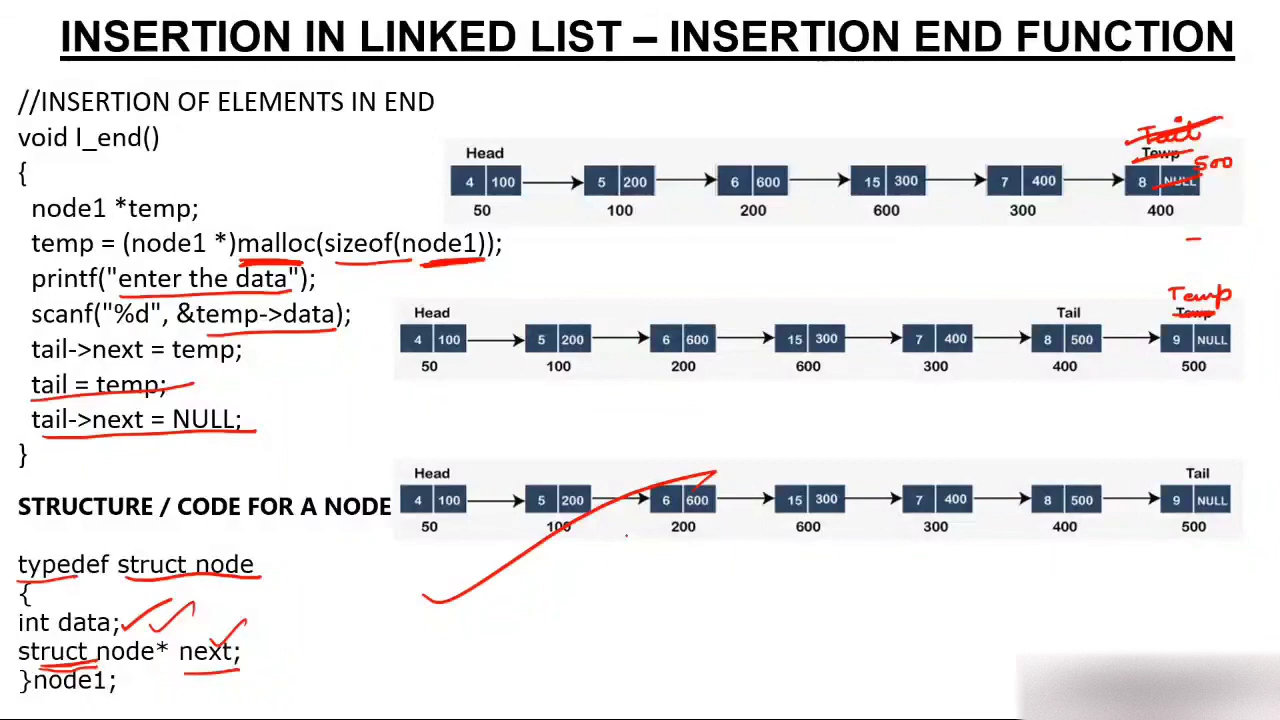 INSERTION IN LINKED LIST – INSERTION END FUNCTION
//INSERTION OF ELEMENTS IN END
void I_end()
{
node1 *temp;
temp = (node1 *)malloc(sizeof(node1));
printf("enter the data");
scanf("%d", &temp->data);
tail->next = temp;
tail = temp;
tail->next = NULL;
}
STRUCTURE / CODE FOR A NODE
typedef struct node
{
int data;
struct node* next;
}node1;
Tail
Head Temp 500
4 100 5 200 6 600 15 300 7 400 8 NULL
50 100 200 600 300 400
Temp
Head Tail Temp
4 100 5 200 6 600 15 300 7 400 8 500 9 NULL
50 100 200 600 300 400 500
Head Tail
4 100 5 200 6 600 15 300 7 400 8 500 9 NULL
50 100 200 600 300 400 500